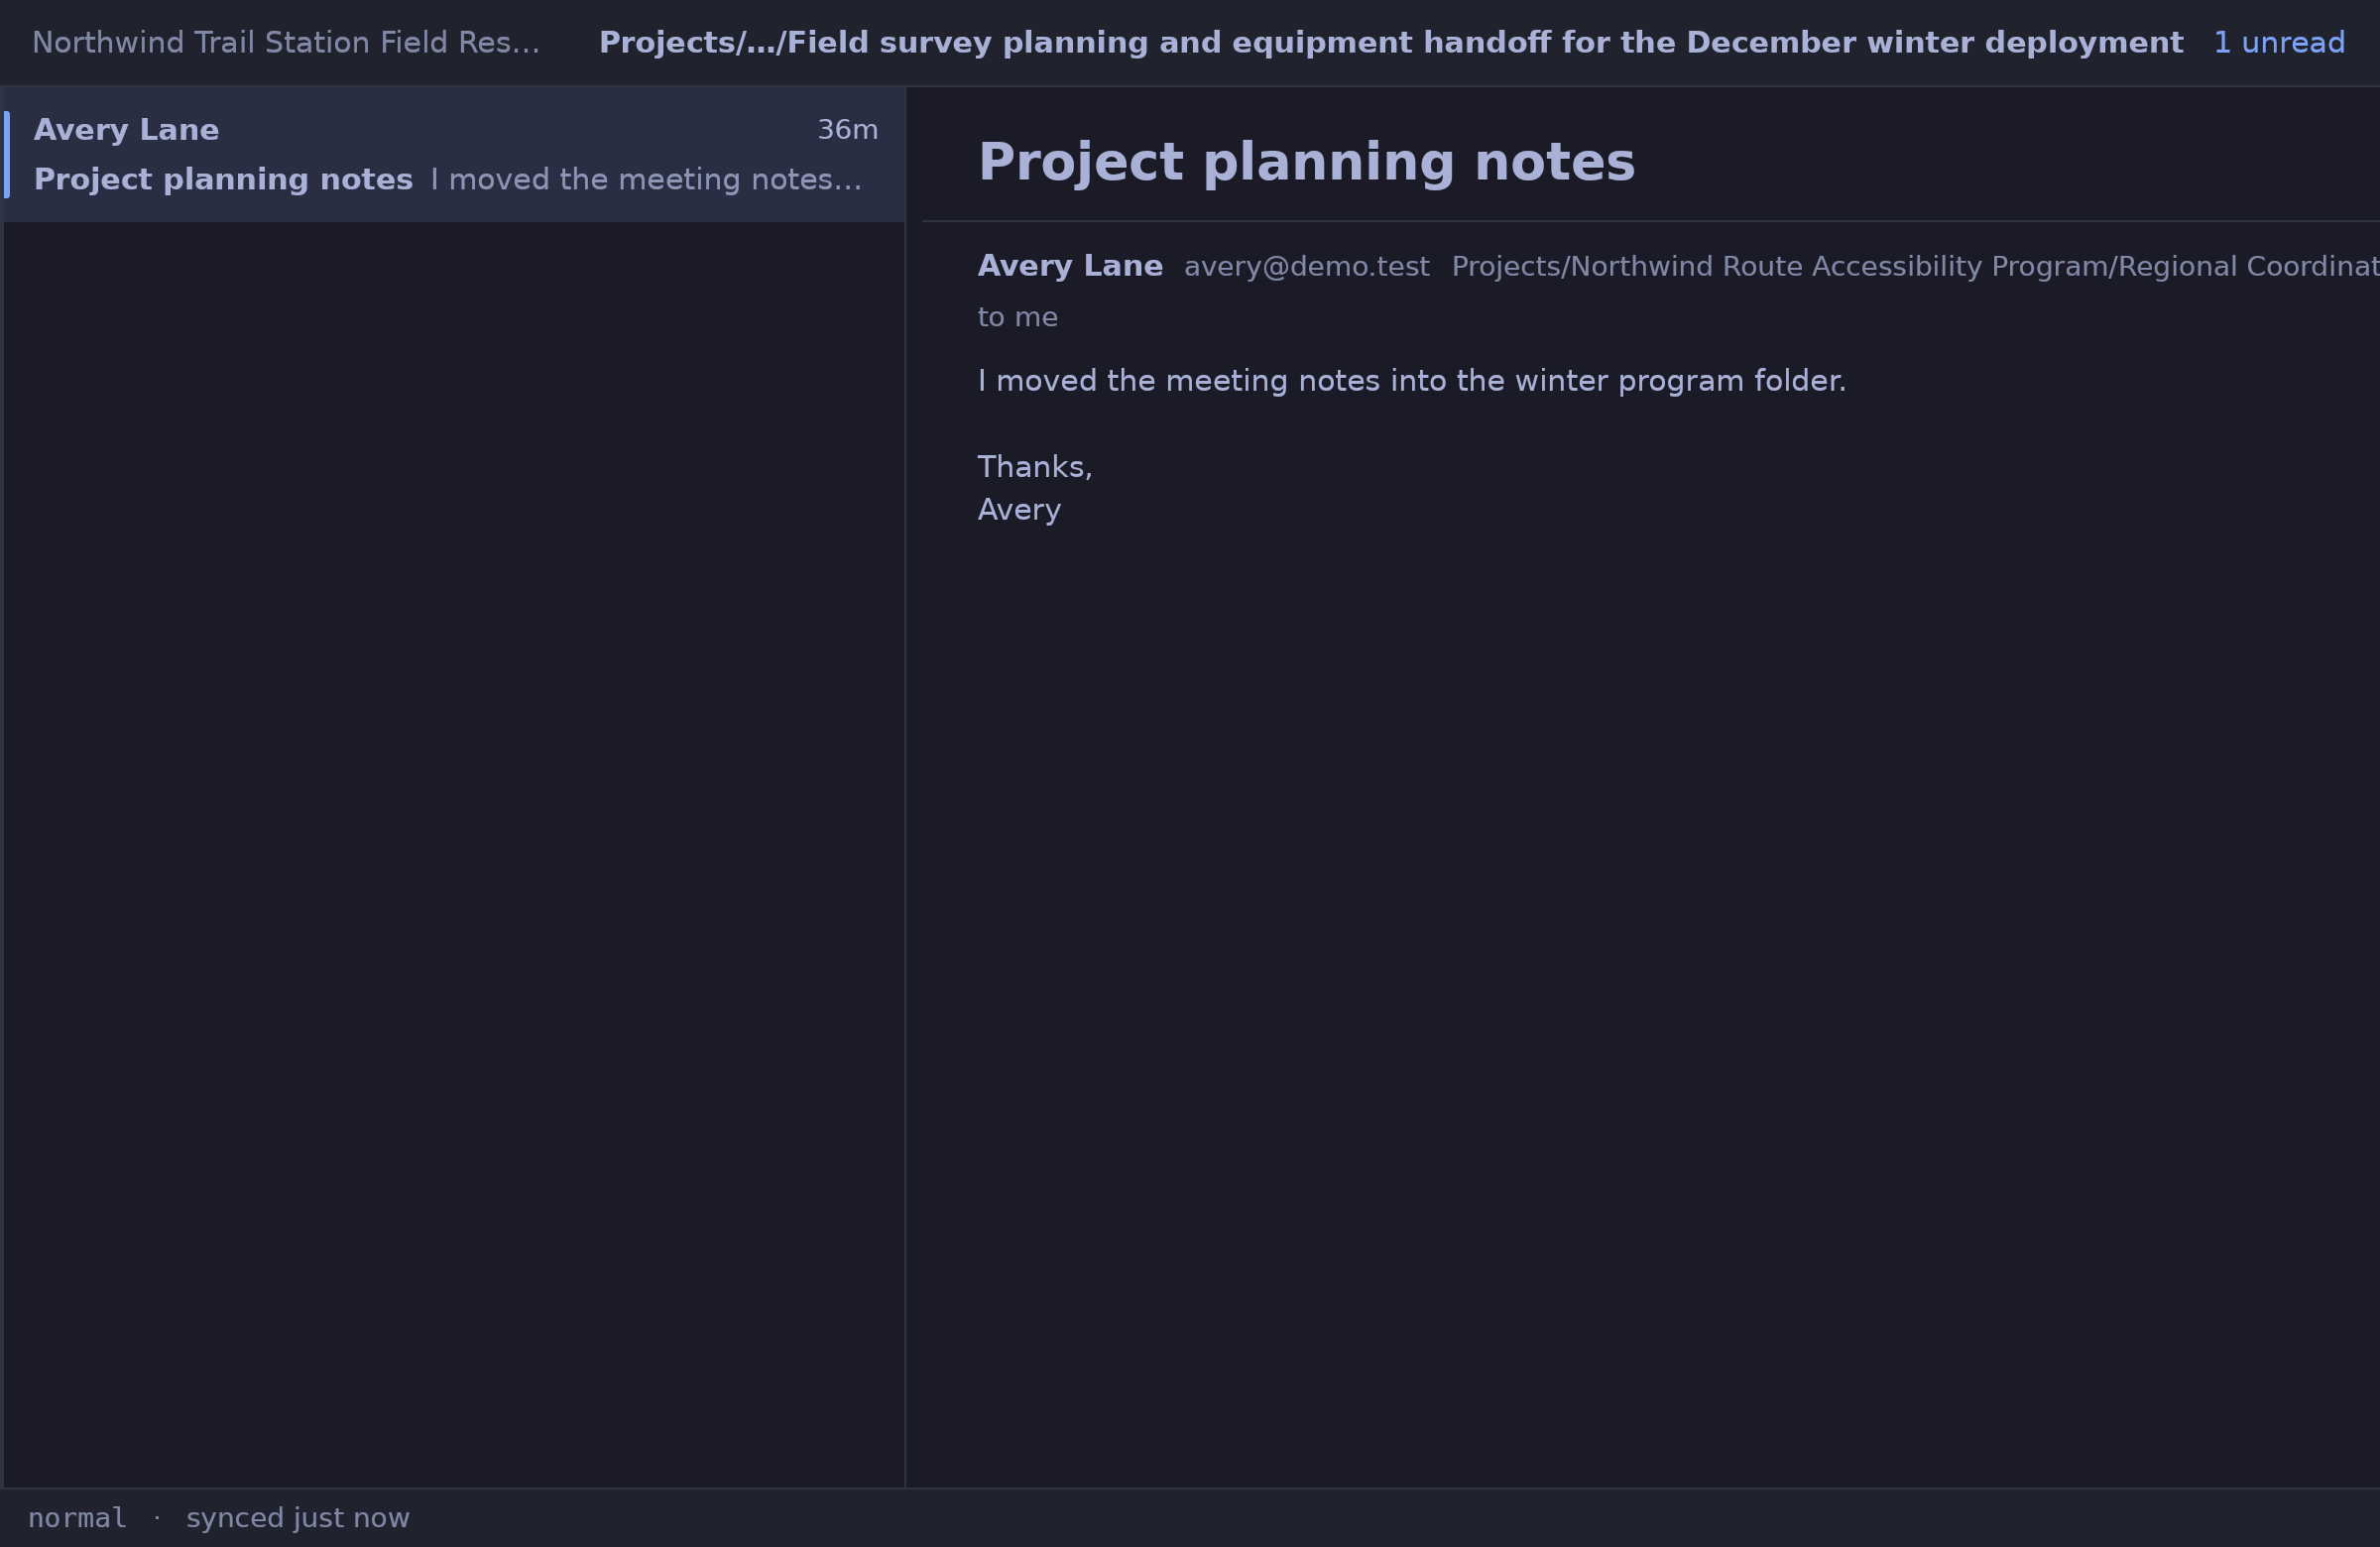 Northwind Trail Station Field Res… Projects/…/Field survey planning and equipment handoff for the December winter deployment 1 unread
Avery Lane 36m
Project planning notes I moved the meeting notes…
Project planning notes
Avery Lane avery@demo.test Projects/Northwind Route Accessibility Program/Regional Coordinat
to me
I moved the meeting notes into the winter program folder.
Thanks,
Avery
normal · synced just now